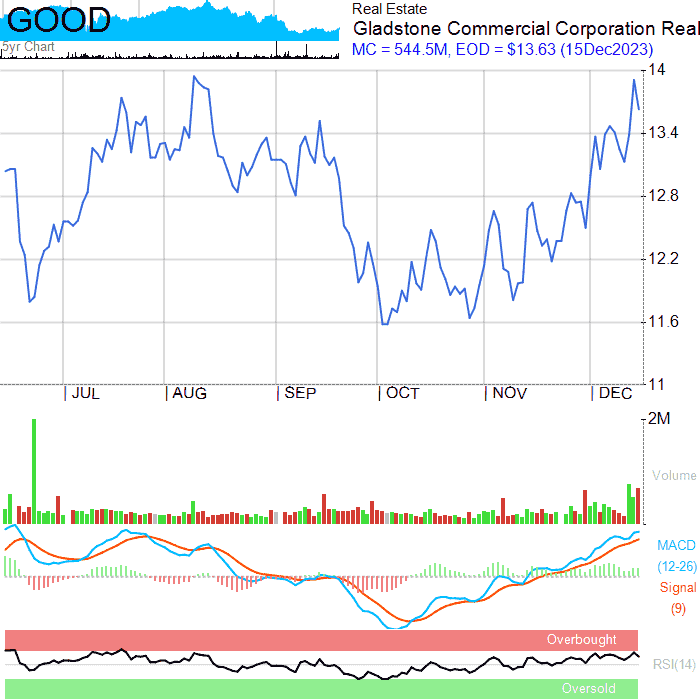 GOOD
5yr Chart
Real Estate
Gladstone Commercial Corporation Real
MC = 544.5M, EOD = $13.63 (15Dec2023)
14
13.4
12.8
12.2
11.6
11
JUL AUG SEP OCT NOV DEC
2M
Volume
MACD
(12-26)
Signal
(9)
Overbought
RSI(14)
Oversold